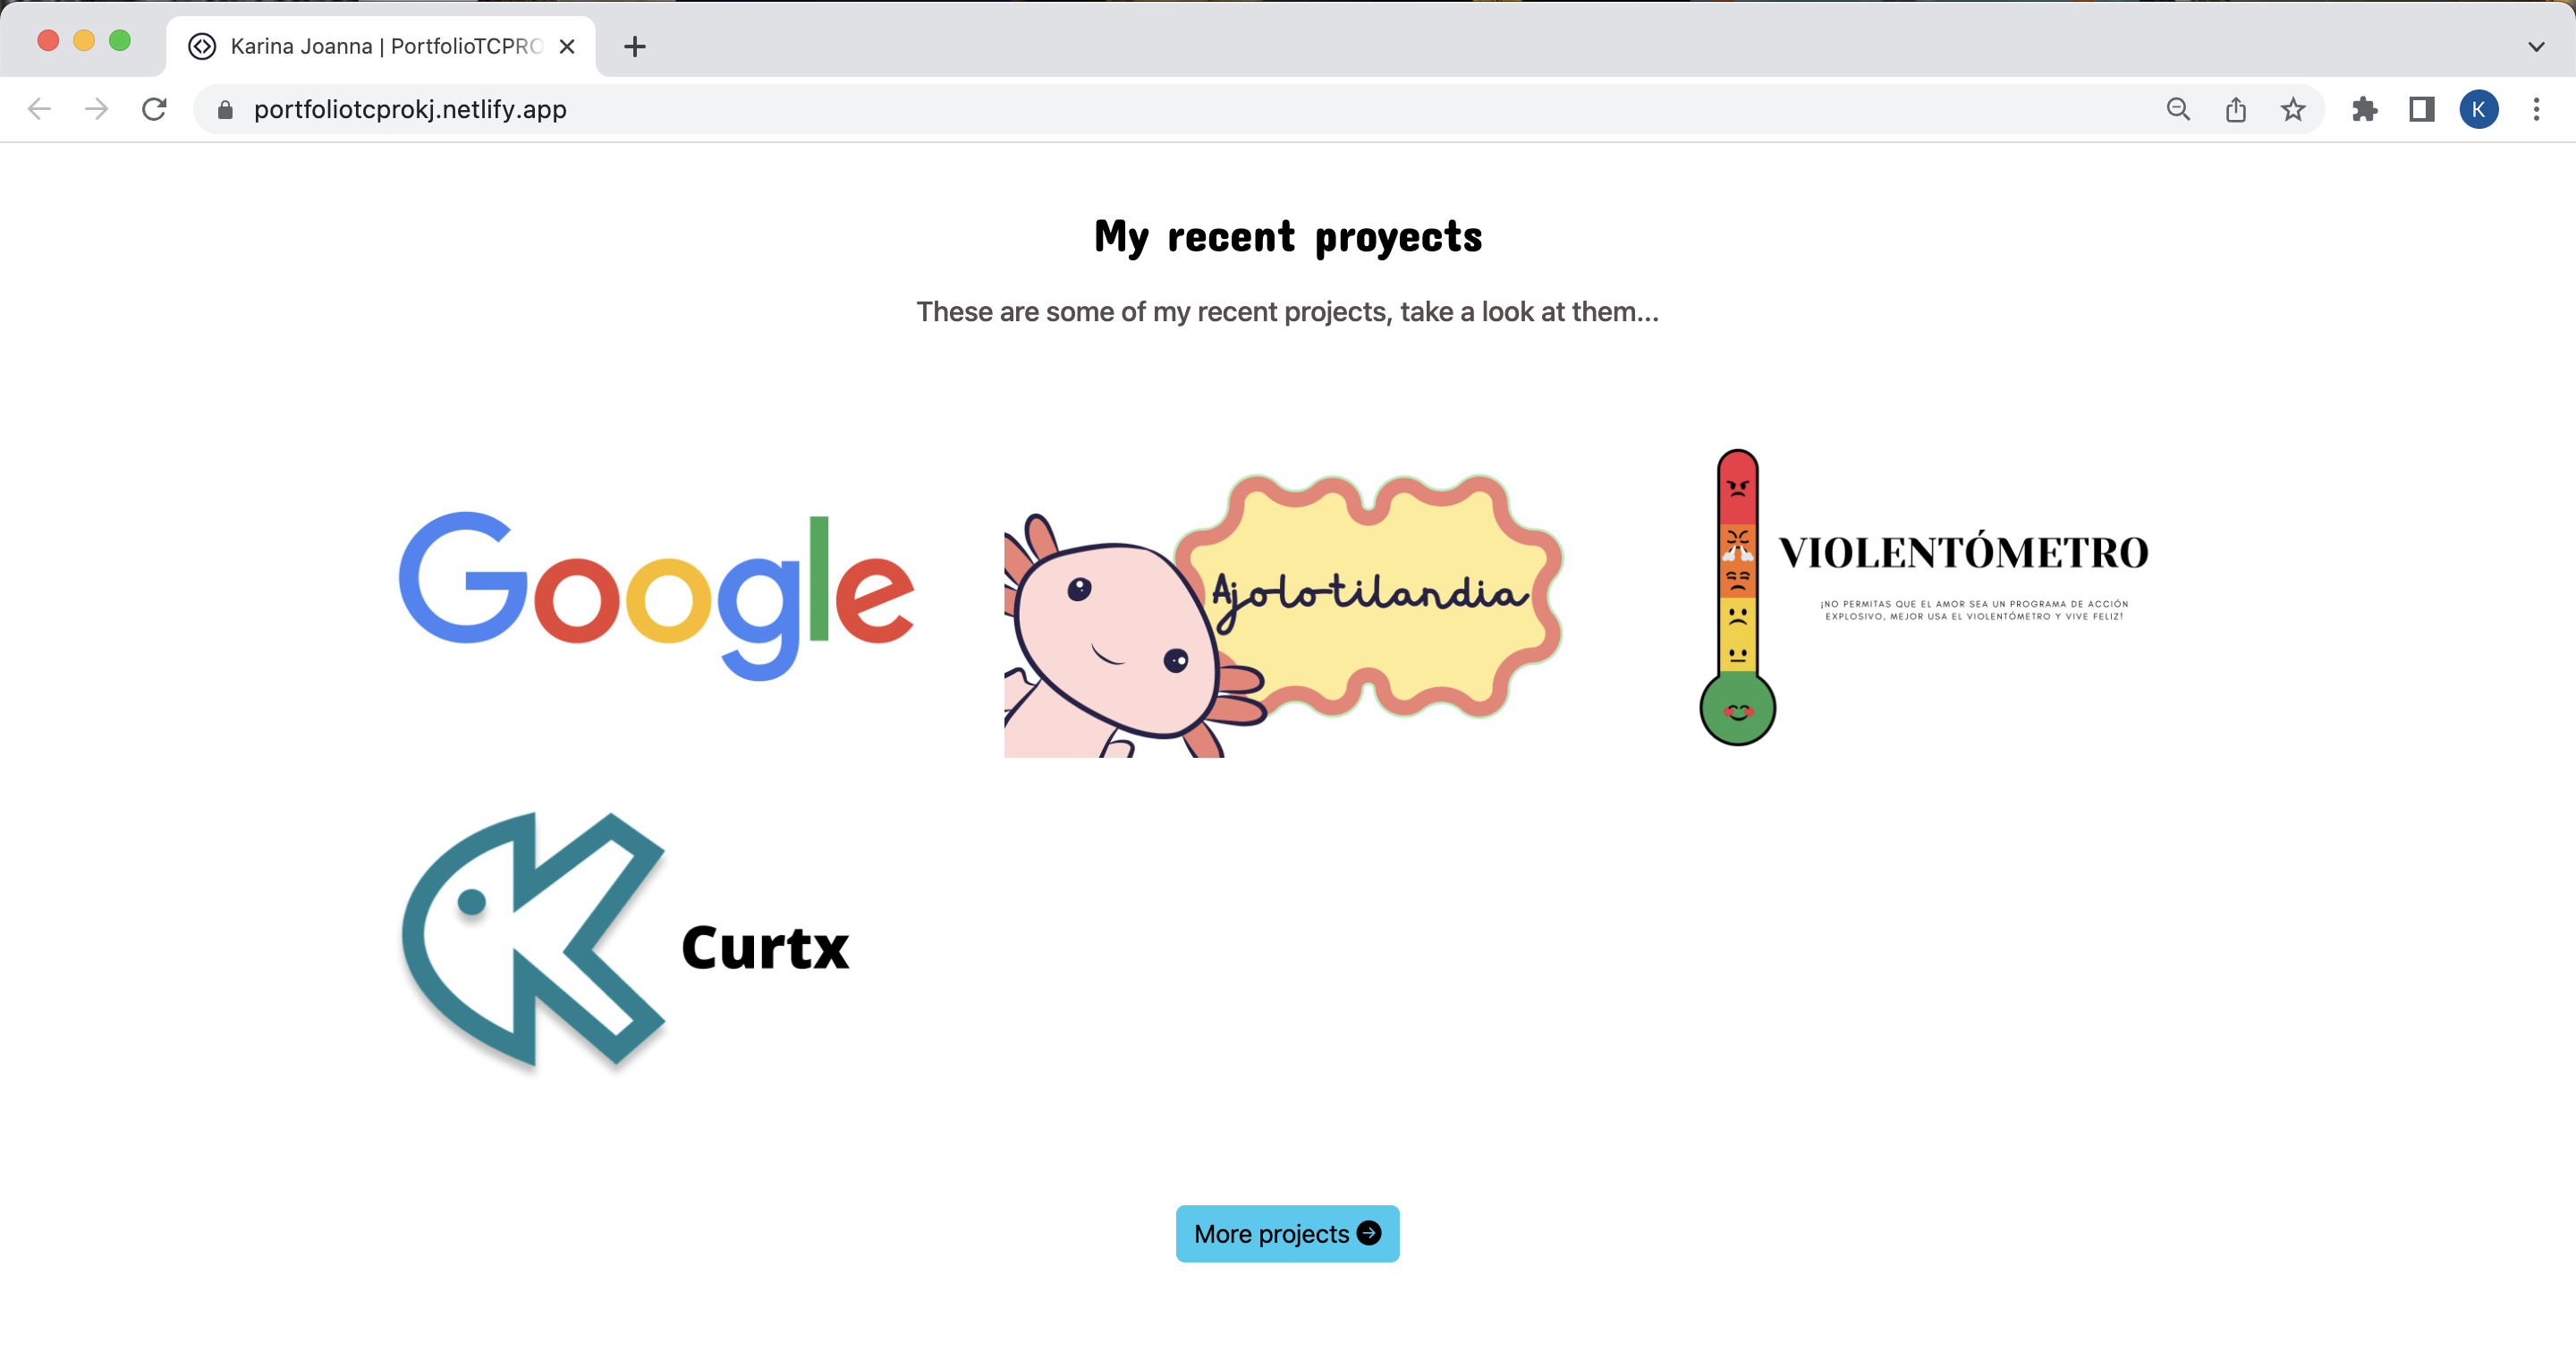 Karina Joanna | PortfolioTCPRO
portfoliotcprokj.netlify.app
K
My recent proyects
These are some of my recent projects, take a look at them...
Google
Ajolotilandia
VIOLENTÓMETRO
¡NO PERMITAS QUE EL AMOR SEA UN PROGRAMA DE ACCIÓN
EXPLOSIVO, MEJOR USA EL VIOLENTÓMETRO Y VIVE FELIZ!
Curtx
More projects